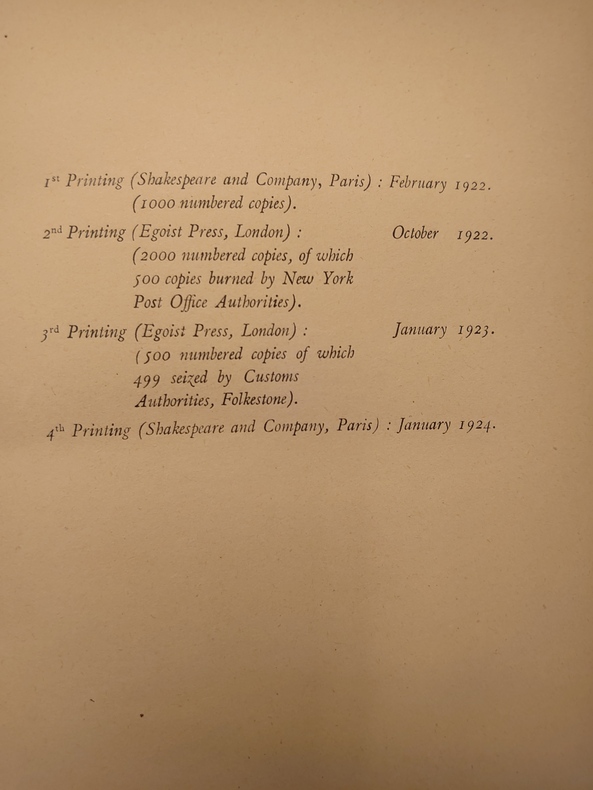 1st Printing (Shakespeare and Company, Paris) : February 1922.
(1000 numbered copies).
2nd Printing (Egoist Press, London) : October 1922.
(2000 numbered copies, of which
500 copies burned by New York
Post Office Authorities).
3rd Printing (Egoist Press, London) : January 1923.
(500 numbered copies of which
499 seized by Customs
Authorities, Folkestone).
4th Printing (Shakespeare and Company, Paris) : January 1924.